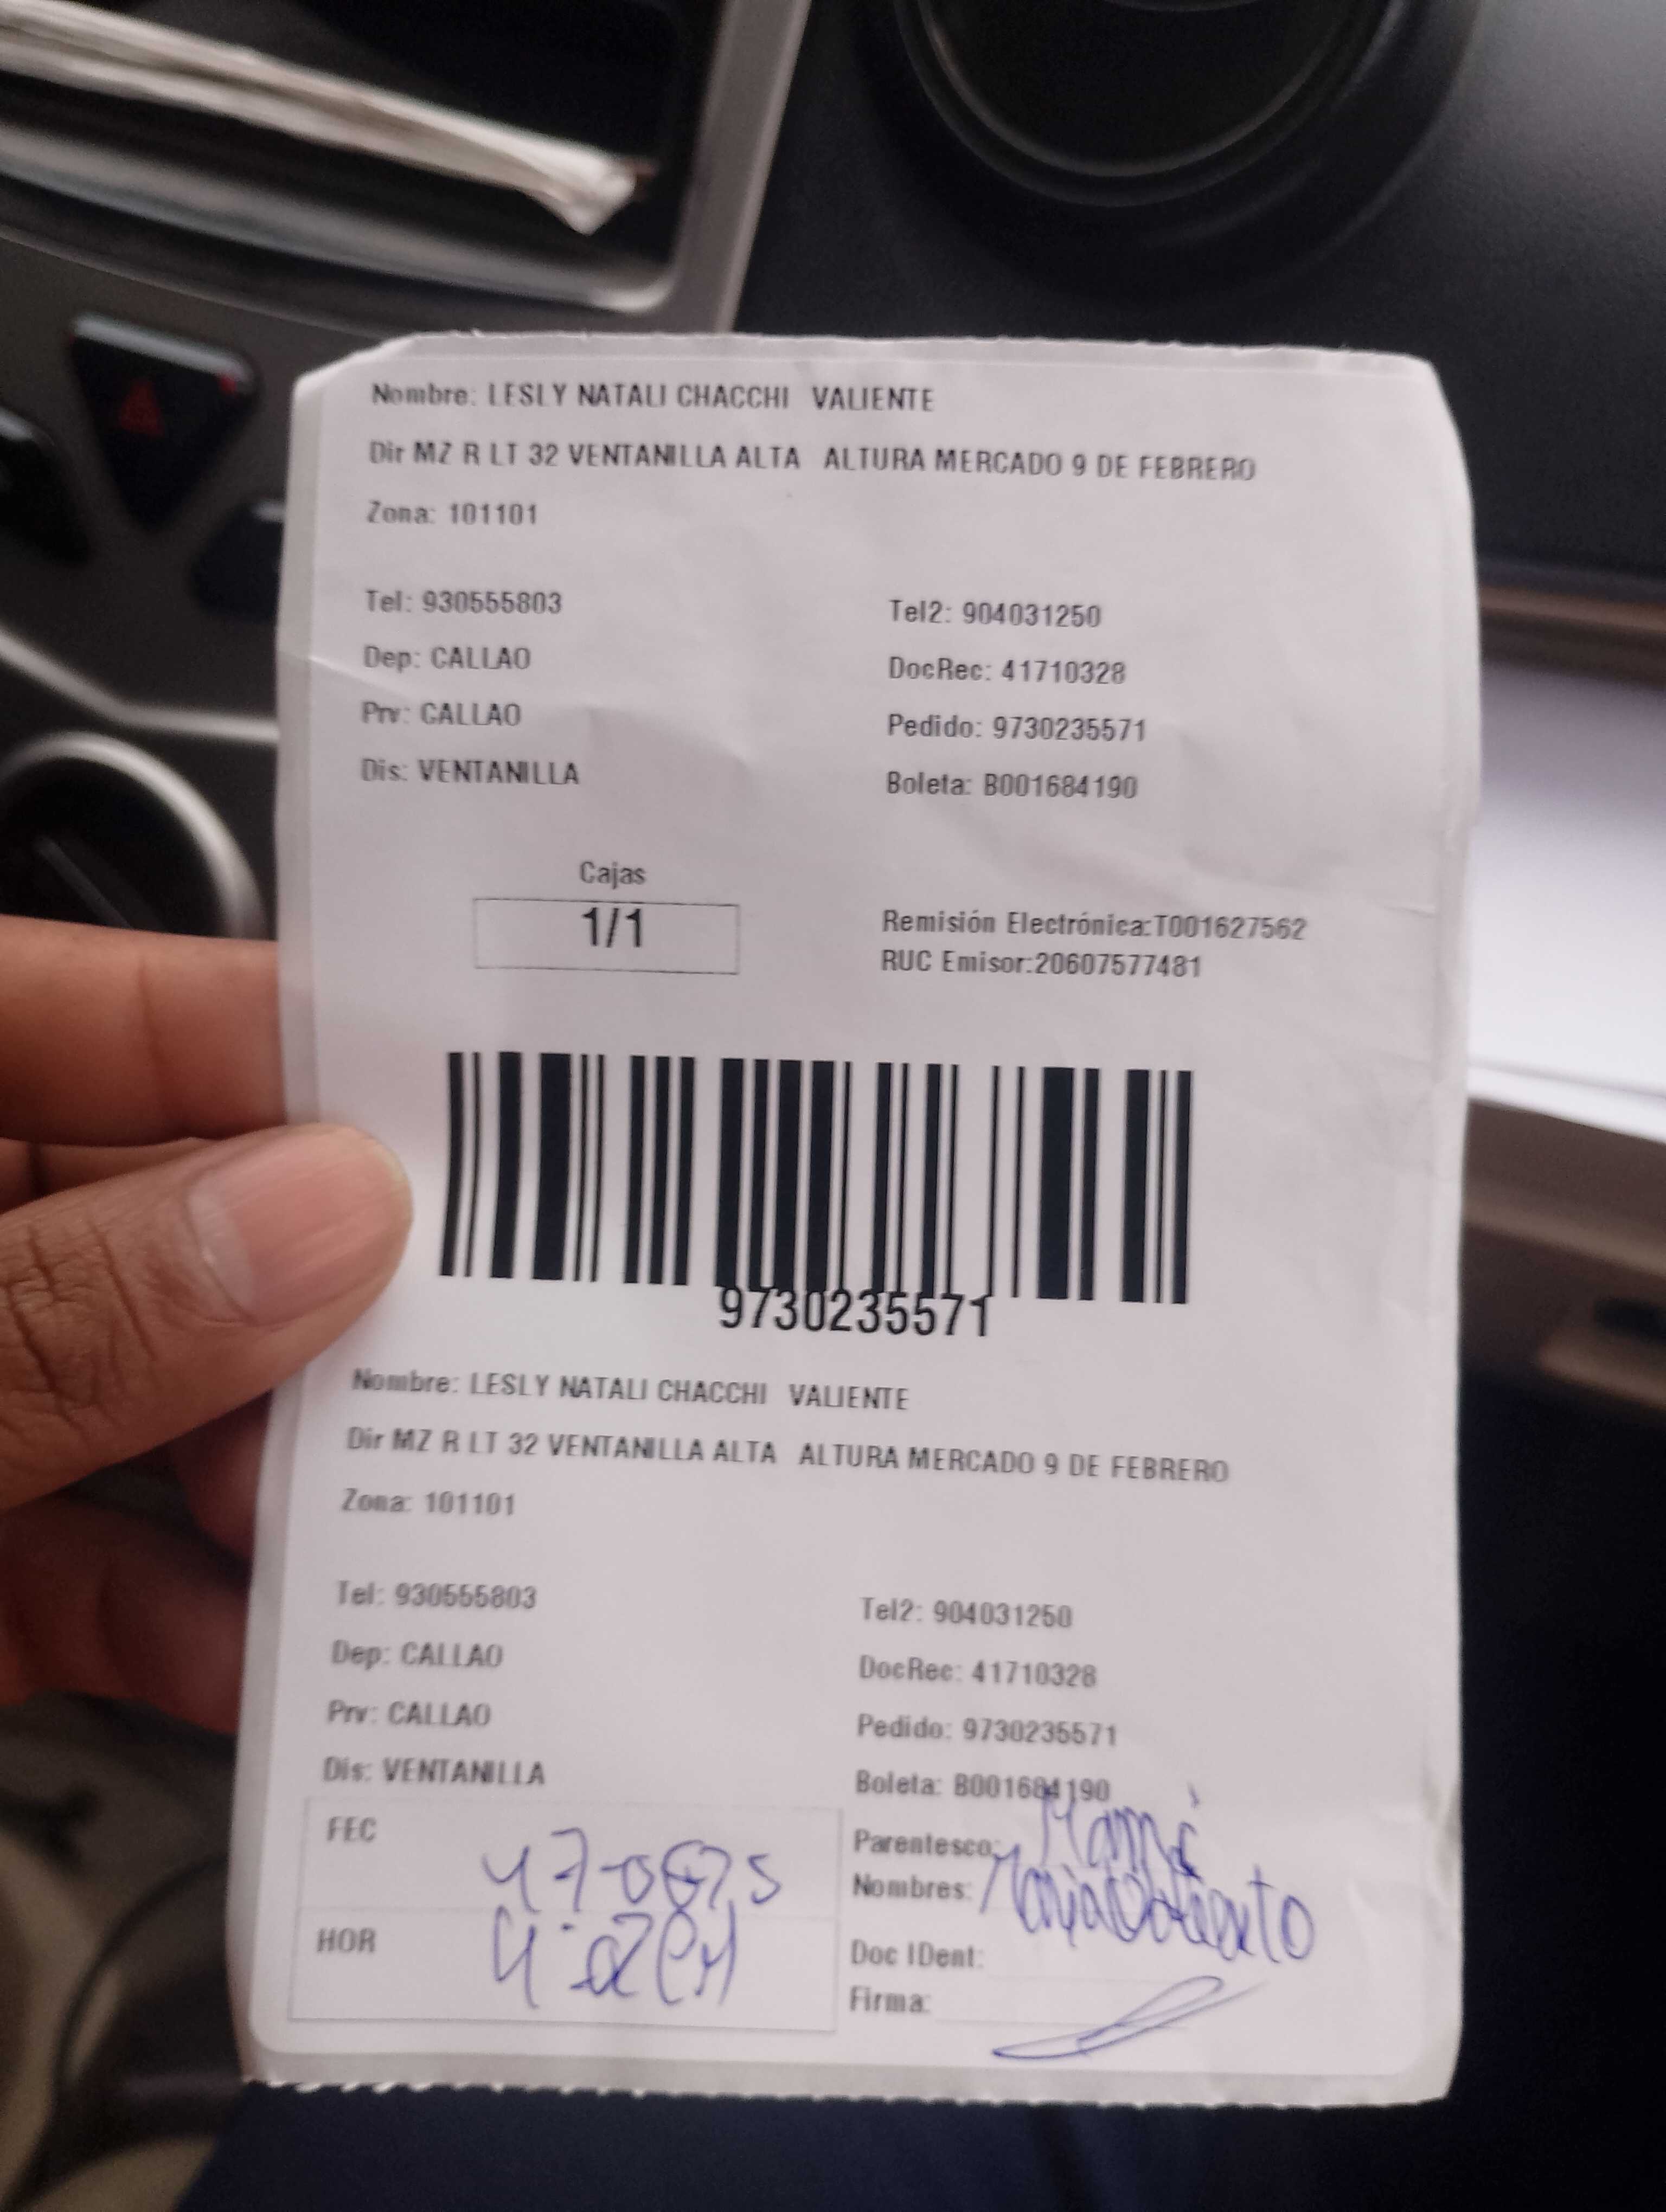 Nombre: LESLY NATALI CHACCHI VALIENTE
Dir MZ R LT 32 VENTANILLA ALTA ALTURA MERCADO 9 DE FEBRERO
Zona: 101101
Tel: 930555803 Tel2: 904031250
Dep: CALLAO DocRec: 41710328
Prv: CALLAO Pedido: 9730235571
Dis: VENTANILLA Boleta: B001684190
Cajas
1/1
Remisión Electrónica:T001627562
RUC Emisor:20607577481
9730235571
Nombre: LESLY NATALI CHACCHI VALIENTE
Dir MZ R LT 32 VENTANILLA ALTA ALTURA MERCADO 9 DE FEBRERO
Zona: 101101
Tel: 930555803 Tel2: 904031250
Dep: CALLAO DocRec: 41710328
Prv: CALLAO Pedido: 9730235571
Dis: VENTANILLA Boleta: B001684190
FEC
Parentesco: Mamá
Nombres: Maria
HOR
Doc IDent:
Firma: